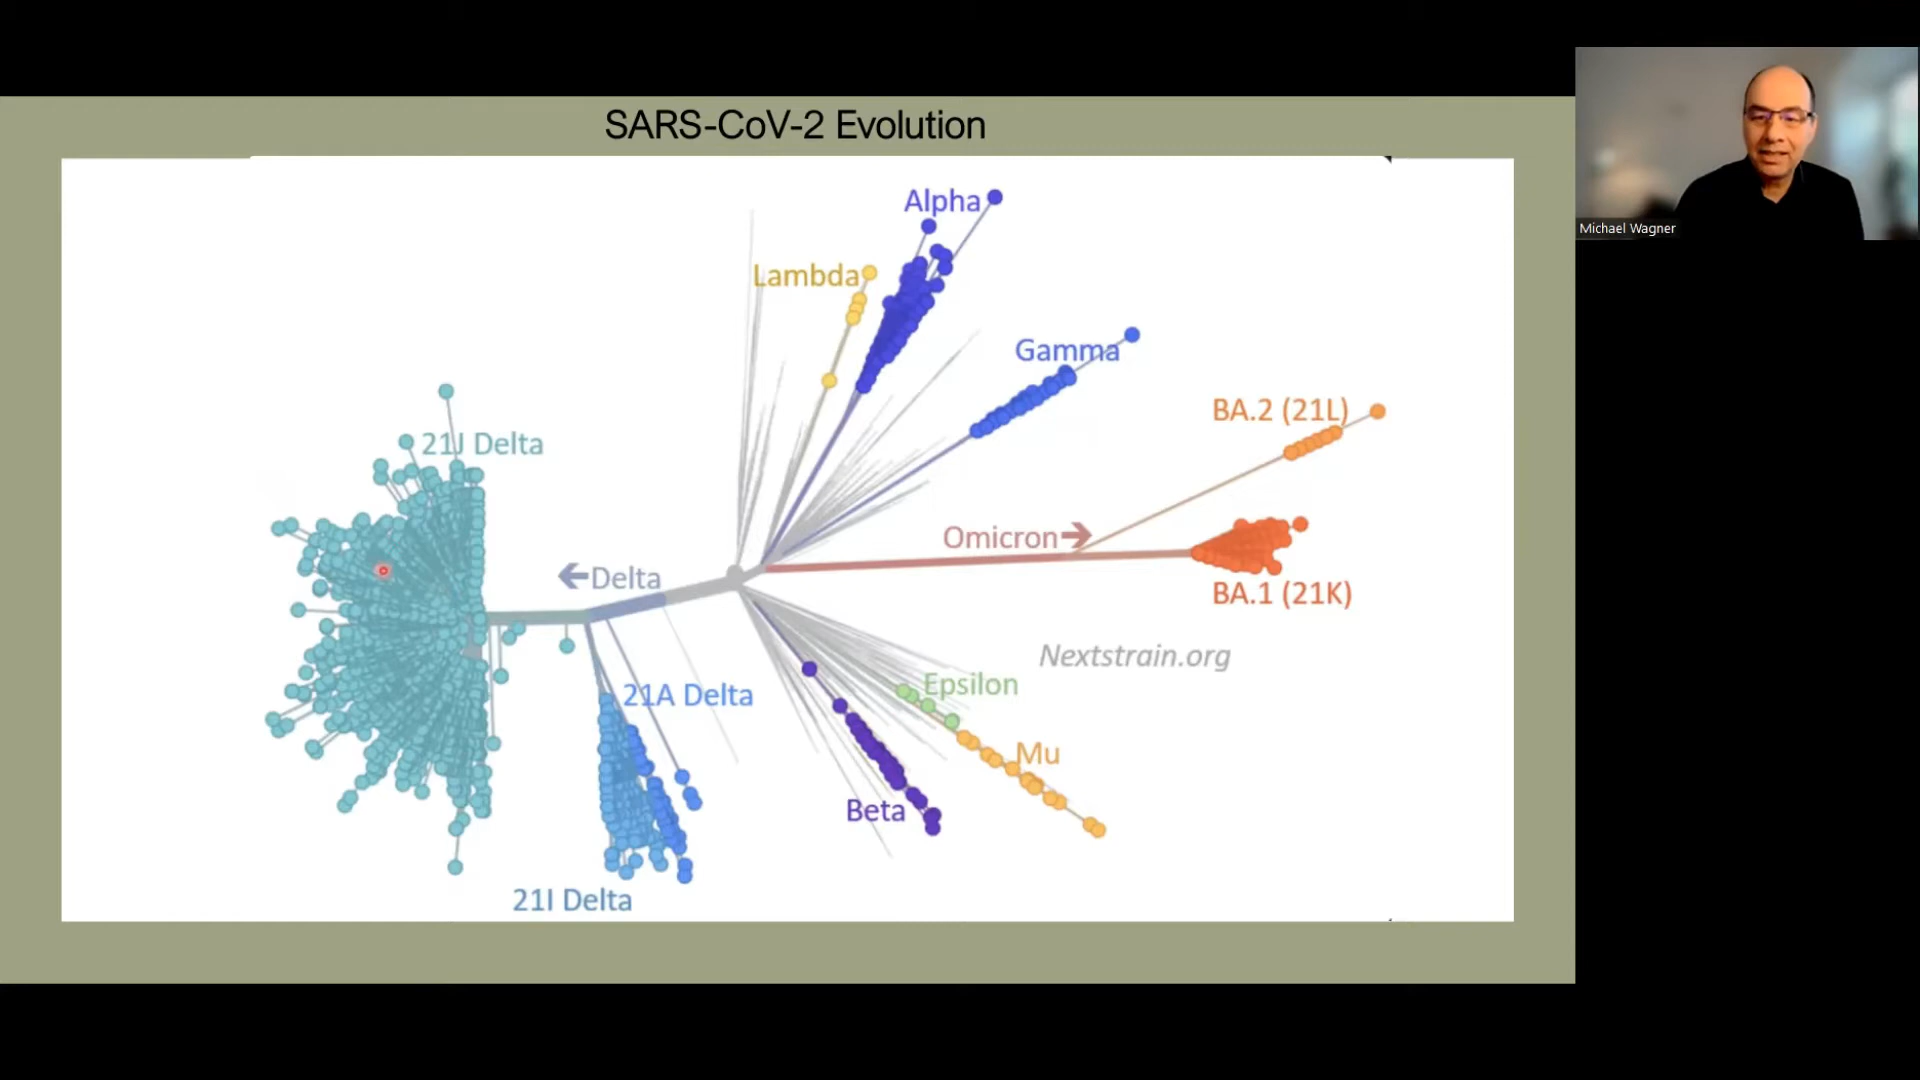 SARS-CoV-2 Evolution
Michael Wagner
Alpha
Lambda
Gamma
BA.2 (21L)
21J Delta
Omicron→
←Delta
BA.1 (21K)
Nextstrain.org
Epsilon
21A Delta
Mu
Beta
21I Delta